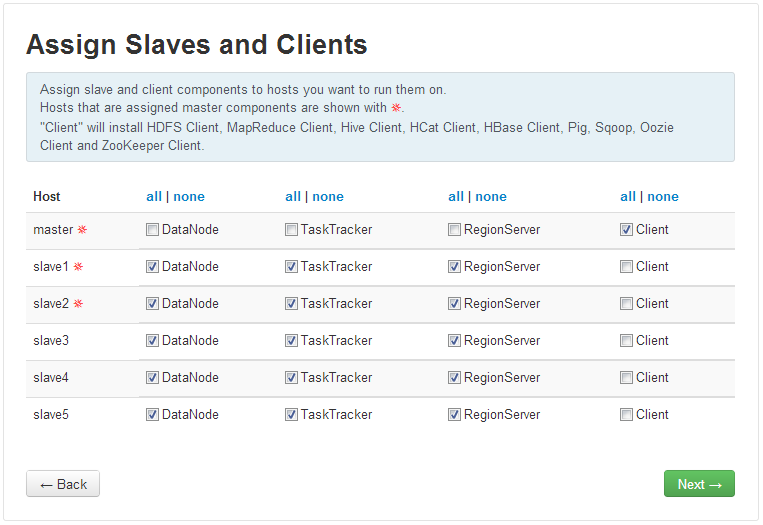 Assign Slaves and Clients
Assign slave and client components to hosts you want to run them on.
Hosts that are assigned master components are shown with ✵.
"Client" will install HDFS Client, MapReduce Client, Hive Client, HCat Client, HBase Client, Pig, Sqoop, Oozie
Client and ZooKeeper Client.
Host all | none all | none all | none all | none
master ✵ DataNode TaskTracker RegionServer Client
slave1 ✵ DataNode TaskTracker RegionServer Client
slave2 ✵ DataNode TaskTracker RegionServer Client
slave3 DataNode TaskTracker RegionServer Client
slave4 DataNode TaskTracker RegionServer Client
slave5 DataNode TaskTracker RegionServer Client
← Back Next →